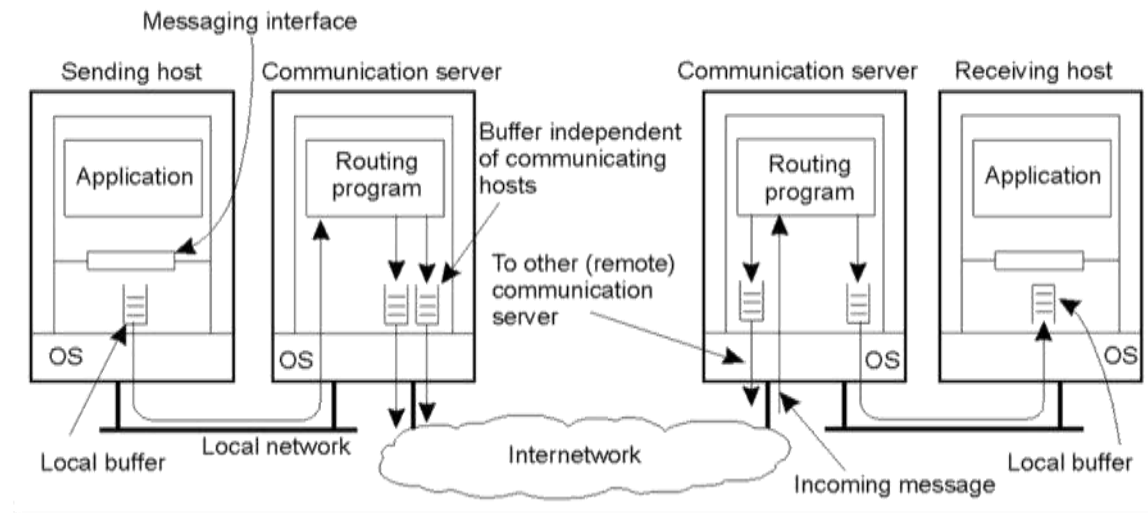 Messaging interface
Sending host
Communication server
Communication server
Receiving host
Application
Routing
program
Buffer independent
of communicating
hosts
Routing
program
Application
To other (remote)
communication
server
OS
OS
OS
OS
Local buffer
Local network
Internetwork
Incoming message
Local buffer